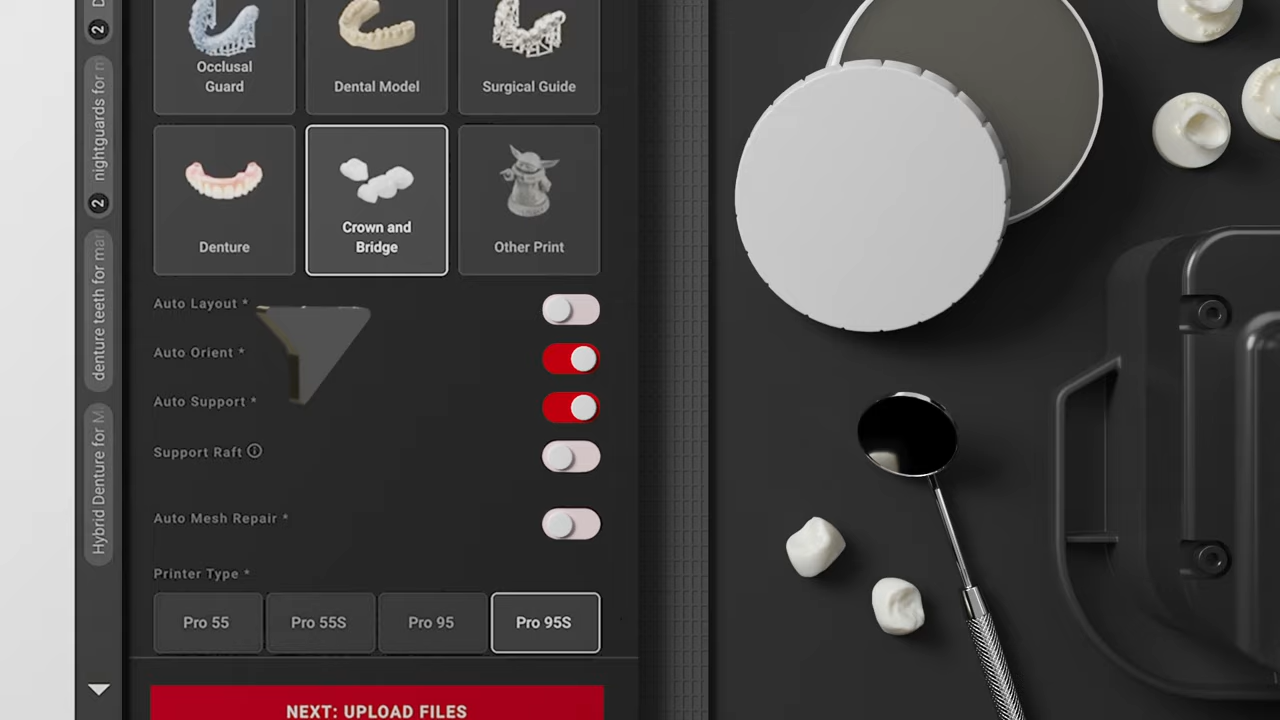 2
nightguards for
2
denture teeth for
Hybrid Denture for
Occlusal
Guard
Dental Model
Surgical Guide
Denture
Crown and
Bridge
Other Print
Auto Layout *
Auto Orient *
Auto Support *
Support Raft
Auto Mesh Repair *
Printer Type *
Pro 55
Pro 55S
Pro 95
Pro 95S
NEXT: UPLOAD FILES